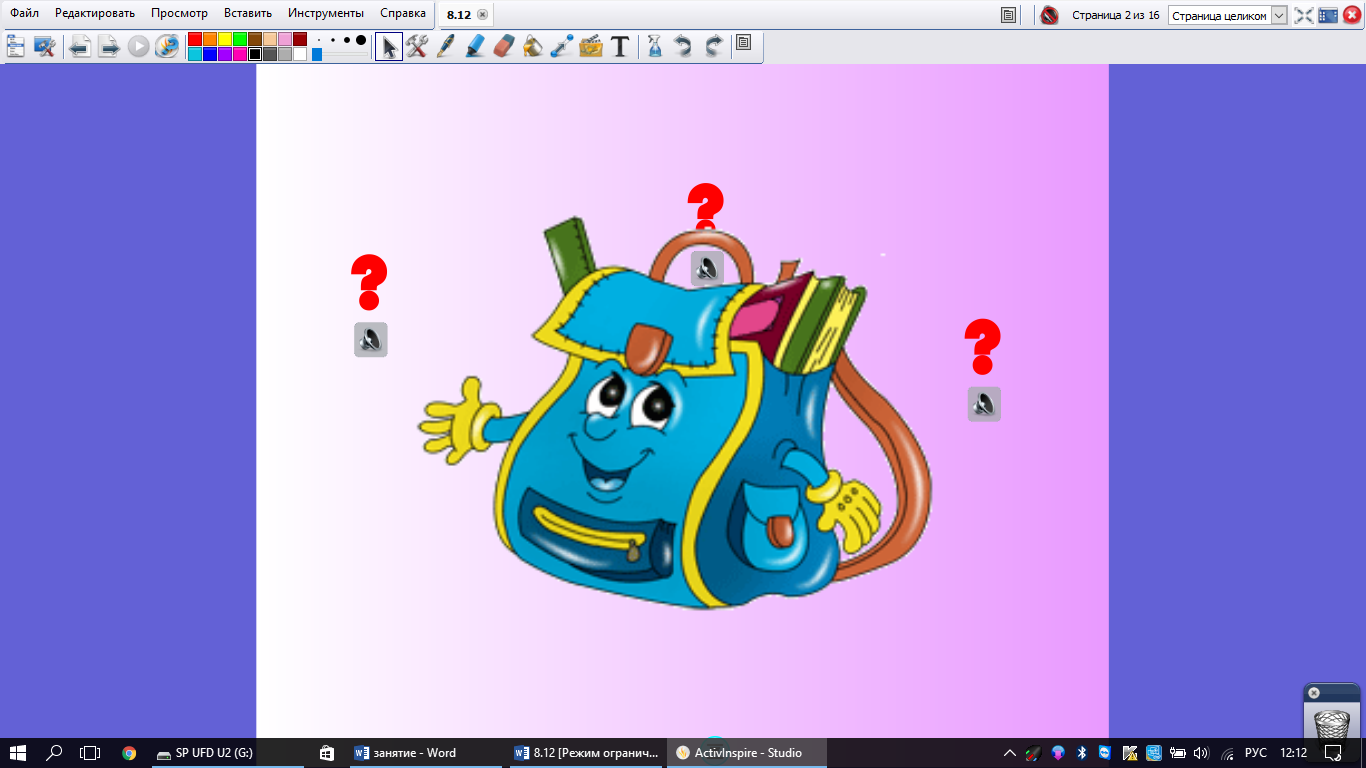 Файл Редактировать Просмотр Вставить Инструменты Справка 8.12 Страница 2 из 16 Страница целиком
T
?
?
?
SP UFD U2 (G:) занятие - Word 8.12 [Режим огранич... ActivInspire - Studio РУС 12:12